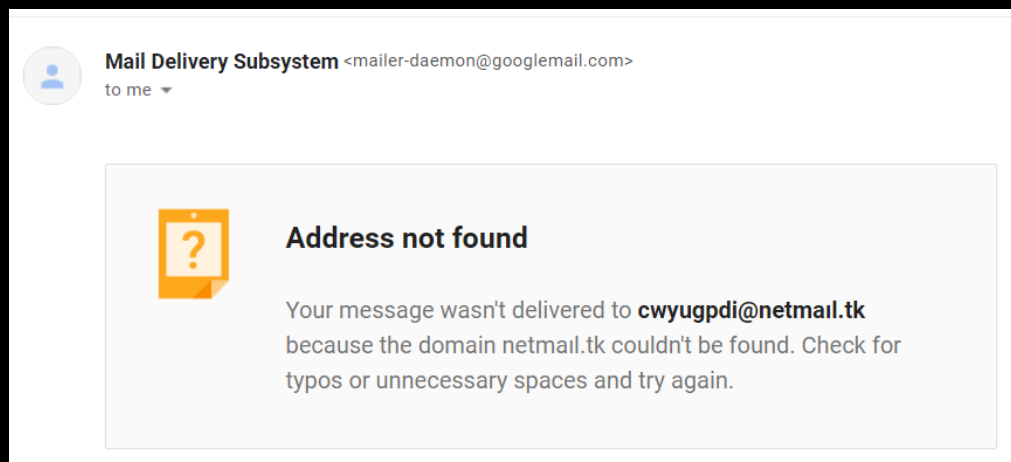 Mail Delivery Subsystem <mailer-daemon@googlemail.com>
to me
?
Address not found
Your message wasn't delivered to cwyugpdi@netmaıl.tk
because the domain netmaıl.tk couldn't be found. Check for
typos or unnecessary spaces and try again.